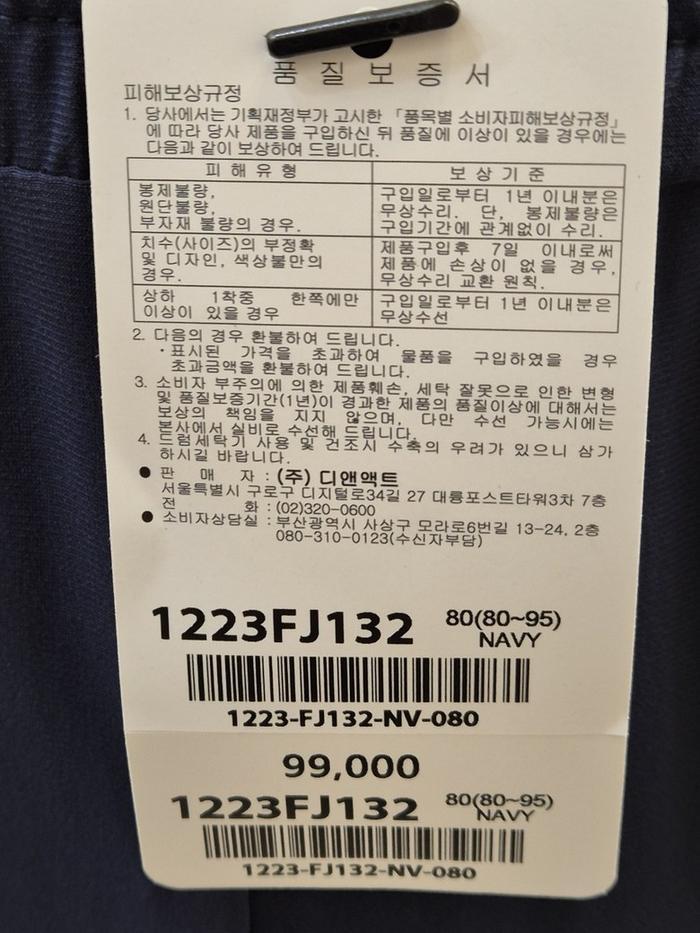 품질보증서
피해보상규정
1. 당사에서는 기획재정부가 고시한 「품목별 소비자피해보상규정」
에 따라 당사 제품을 구입하신 뒤 품질에 이상이 있을 경우에는
다음과 같이 보상하여 드립니다.
피해유형 보상기준
봉제불량, 구입일로부터 1년 이내분은
원단불량, 무상수리. 단, 봉제불량은
부자재 불량의 경우. 구입기간에 관계없이 수리.
치수(사이즈)의 부정확 제품구입후 7일 이내로써
및 디자인, 색상불만의 제품에 손상이 없을 경우,
경우. 무상수리 교환 원칙.
상하 1착중 한쪽에만 구입일로부터 1년 이내분은
이상이 있을 경우 무상수선
2. 다음의 경우 환불하여 드립니다.
·표시된 가격을 초과하여 물품을 구입하였을 경우
초과금액을 환불하여 드립니다.
3. 소비자 부주의에 의한 제품훼손, 세탁 잘못으로 인한 변형
및 품질보증기간(1년)이 경과한 제품의 품질이상에 대해서는
보상의 책임을 지지 않으며, 다만 수선 가능시에는
본사에서 실비로 수선해 드립니다.
4. 드럼세탁기 사용 및 건조시 수축의 우려가 있으니 삼가
하시길 바랍니다.
● 판매자 : (주) 디앤액트
서울특별시 구로구 디지털로34길 27 대륭포스트타워3차 7층
전화 : (02)320-0600
● 소비자상담실 : 부산광역시 사상구 모라로6번길 13-24, 2층
080-310-0123(수신자부담)
1223FJ132 80(80~95)
NAVY
1223-FJ132-NV-080
99,000
1223FJ132 80(80~95)
NAVY
1223-FJ132-NV-080